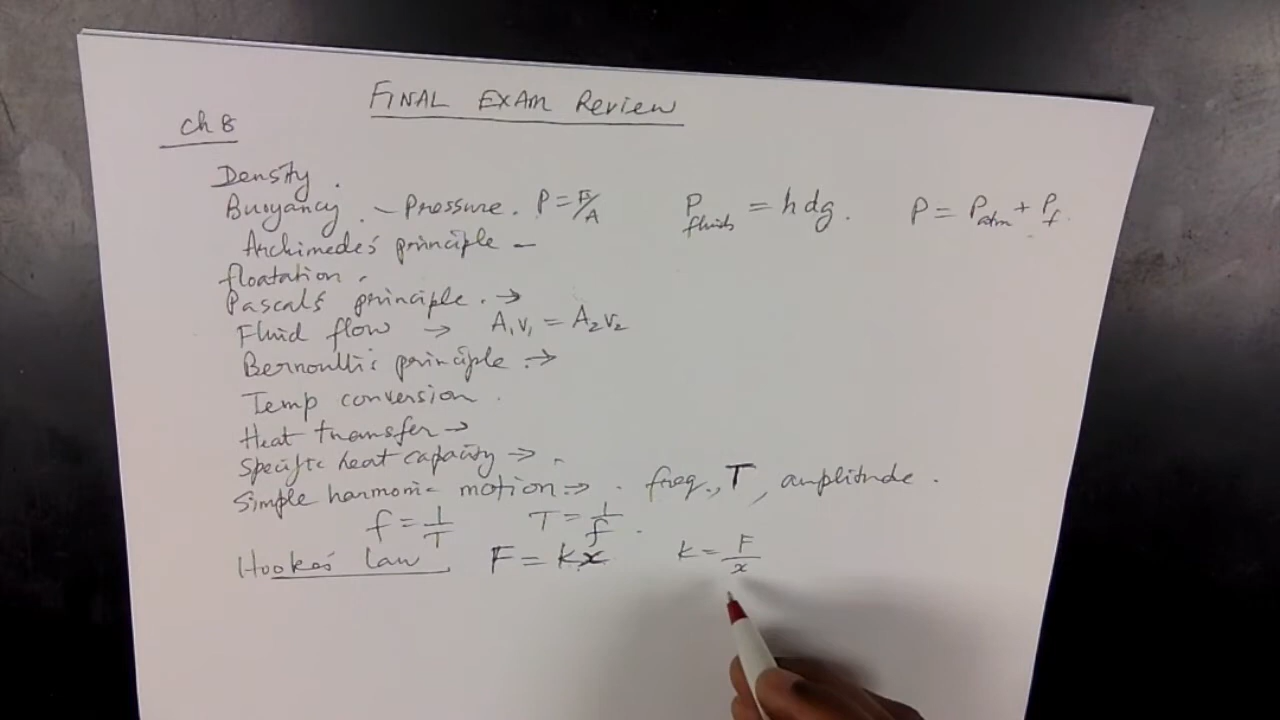 FINAL EXAM Review
Ch 8
Density.
Buoyancy. – Pressure. P = F/A P fluids = hdg. P = Patm + Pf.
Archimedes' principle –
floatation.
Pascal's principle. →
Fluid flow → A₁v₁ = A₂v₂
Bernoulli's principle. →
Temp conversion.
Heat transfer →
Specific heat capacity → .
Simple harmonic motion → . freq., T, amplitude.
f = 1/T T = 1/f.
Hooke's law F = kx k = F/x